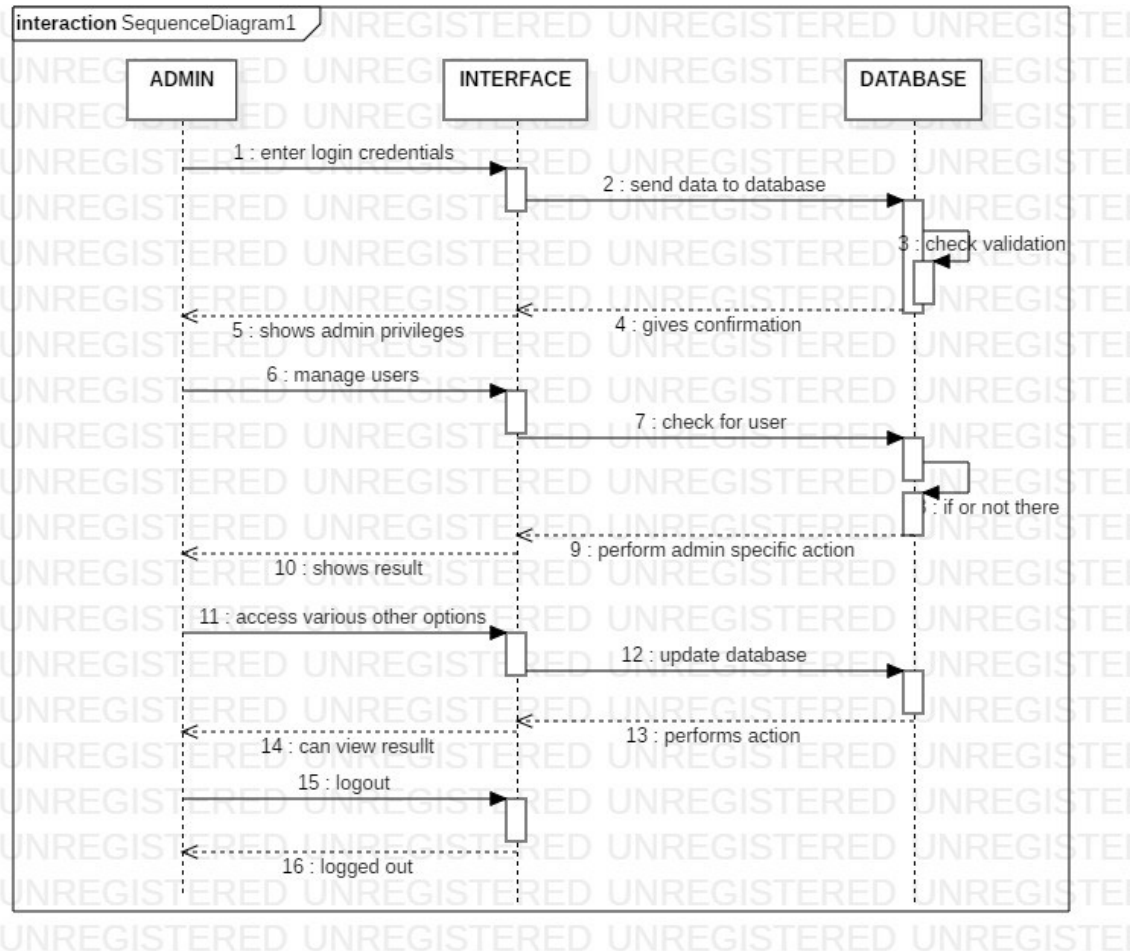 interaction SequenceDiagram1
ADMIN
INTERFACE
DATABASE
1 : enter login credentials
2 : send data to database
3 : check validation
4 : gives confirmation
5 : shows admin privileges
6 : manage users
7 : check for user
: if or not there
9 : perform admin specific action
10 : shows result
11 : access various other options
12 : update database
13 : performs action
14 : can view resullt
15 : logout
16 : logged out
UNREGISTERED